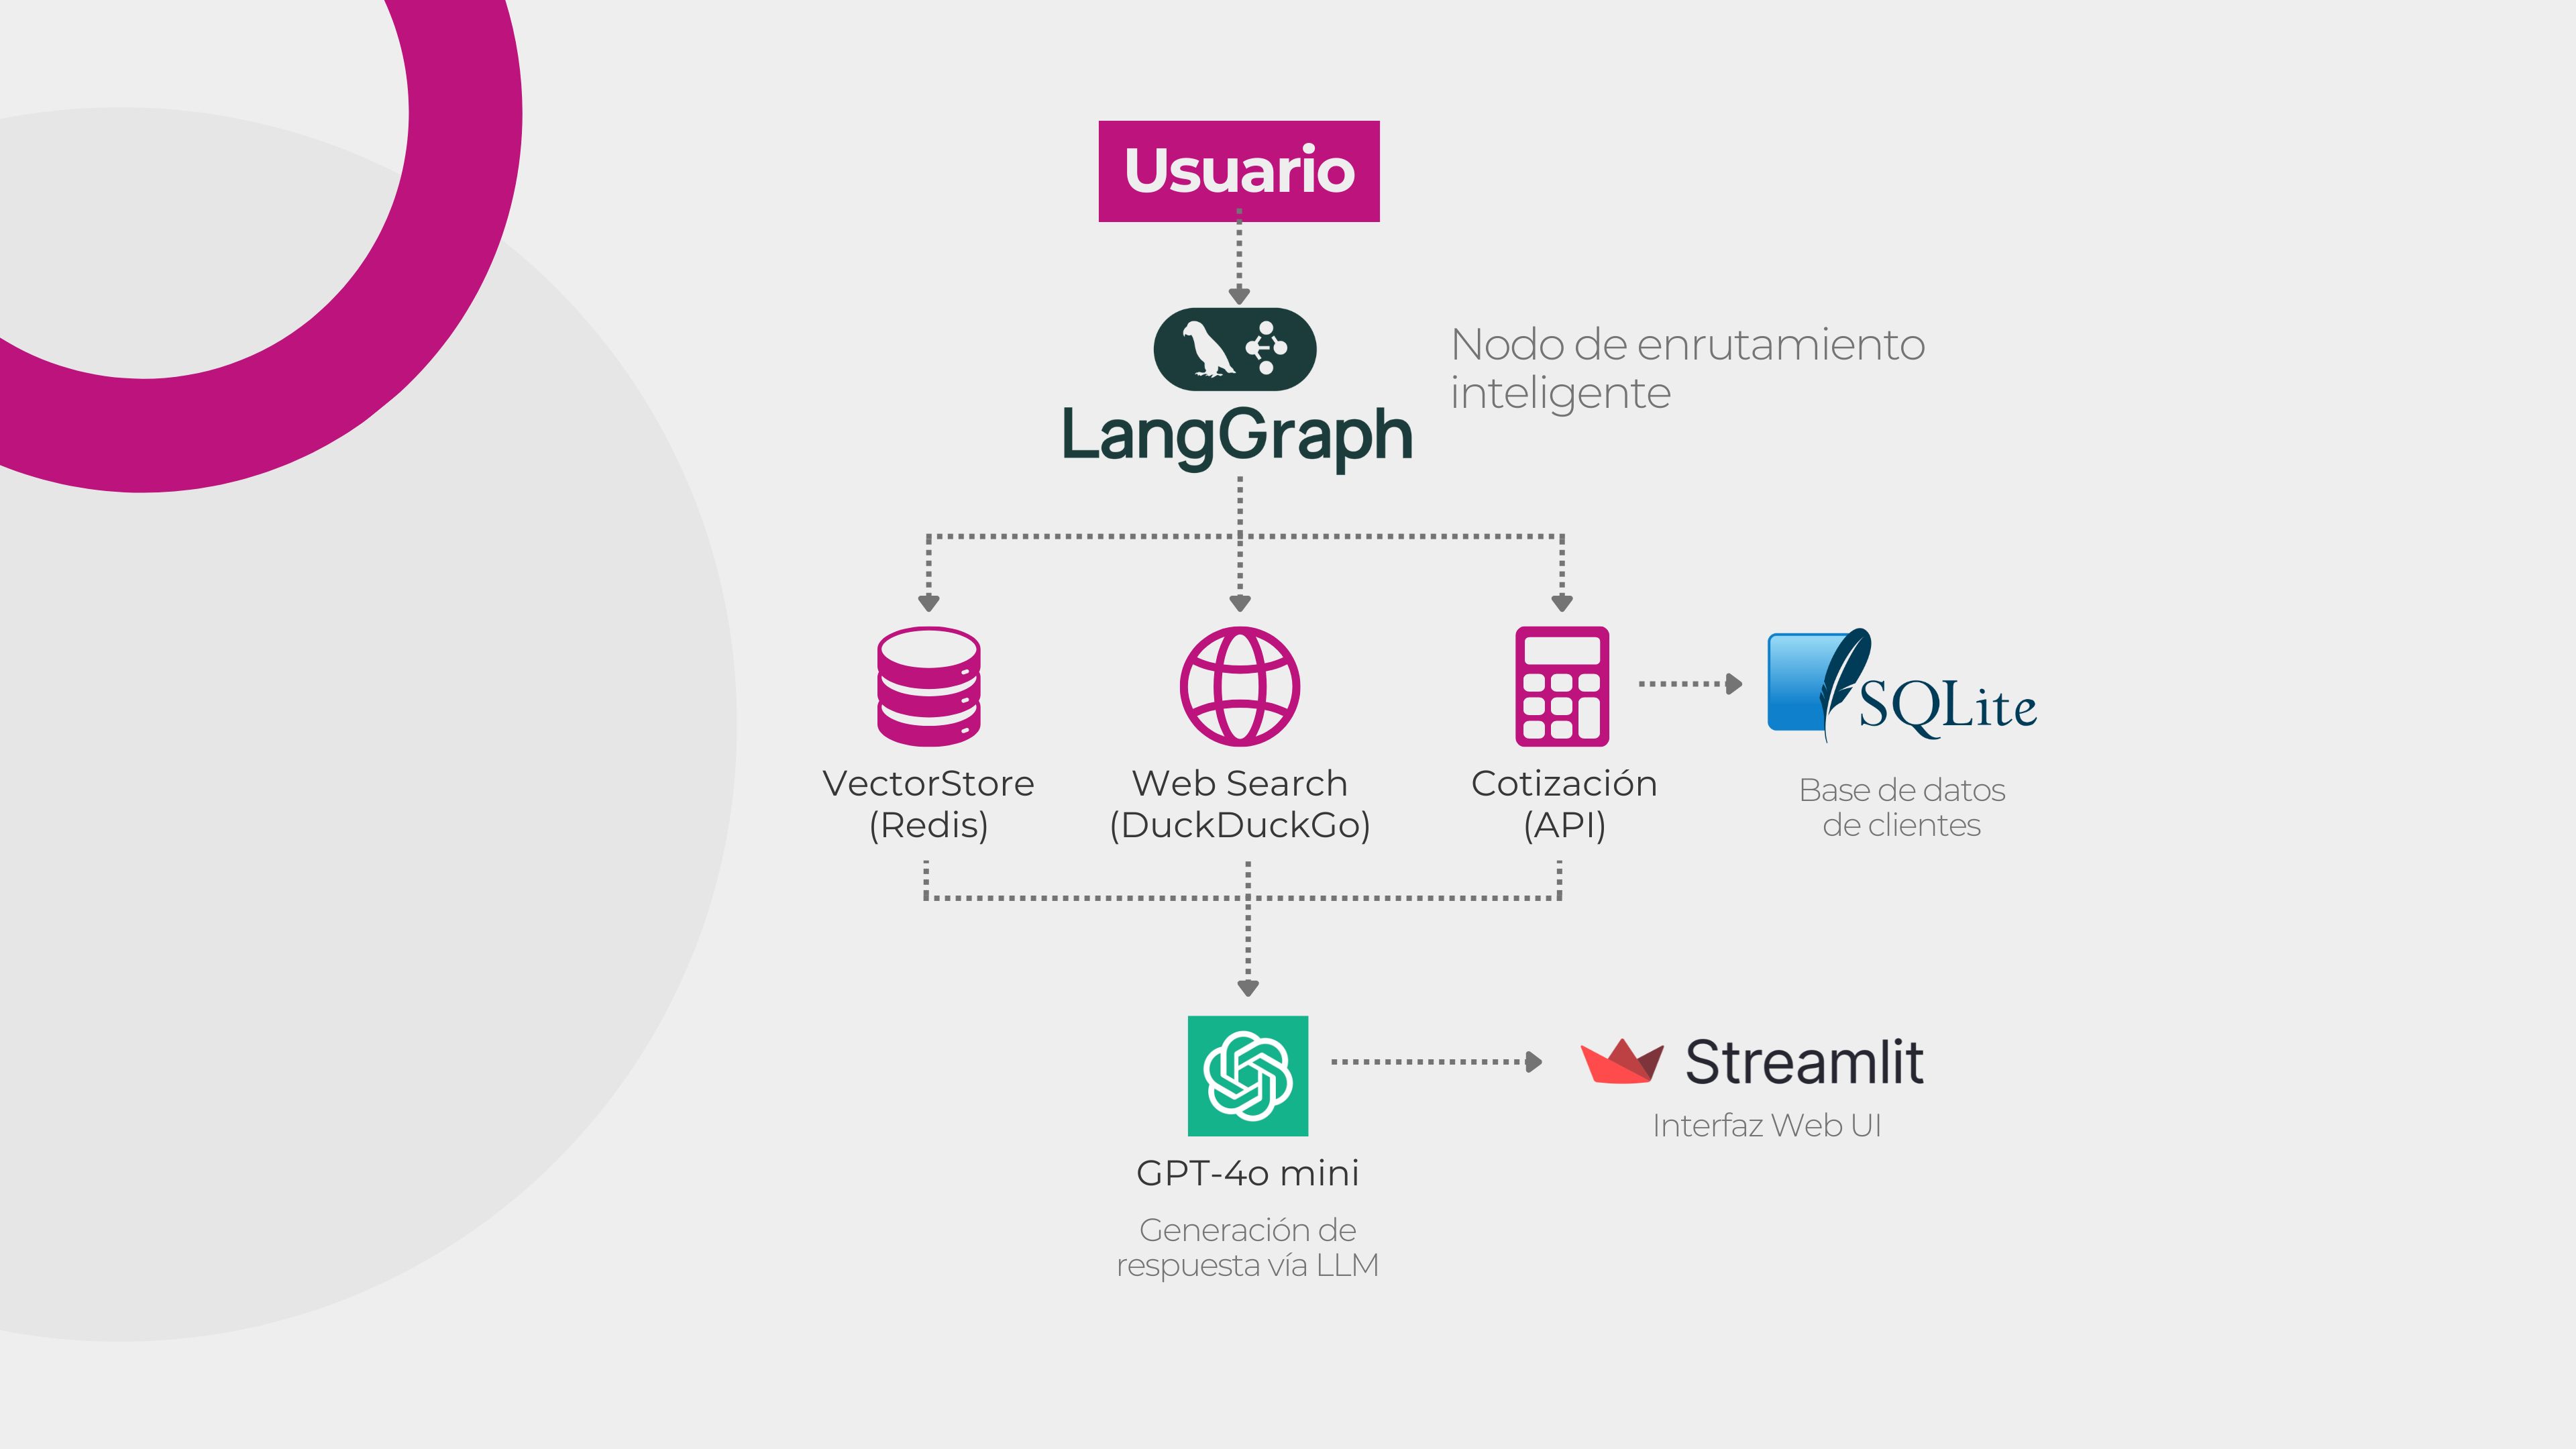 Usuario
LangGraph
Nodo de enrutamiento
inteligente
VectorStore
(Redis)
Web Search
(DuckDuckGo)
Cotización
(API)
SQLite
Base de datos
de clientes
GPT-4o mini
Generación de
respuesta vía LLM
Streamlit
Interfaz Web UI